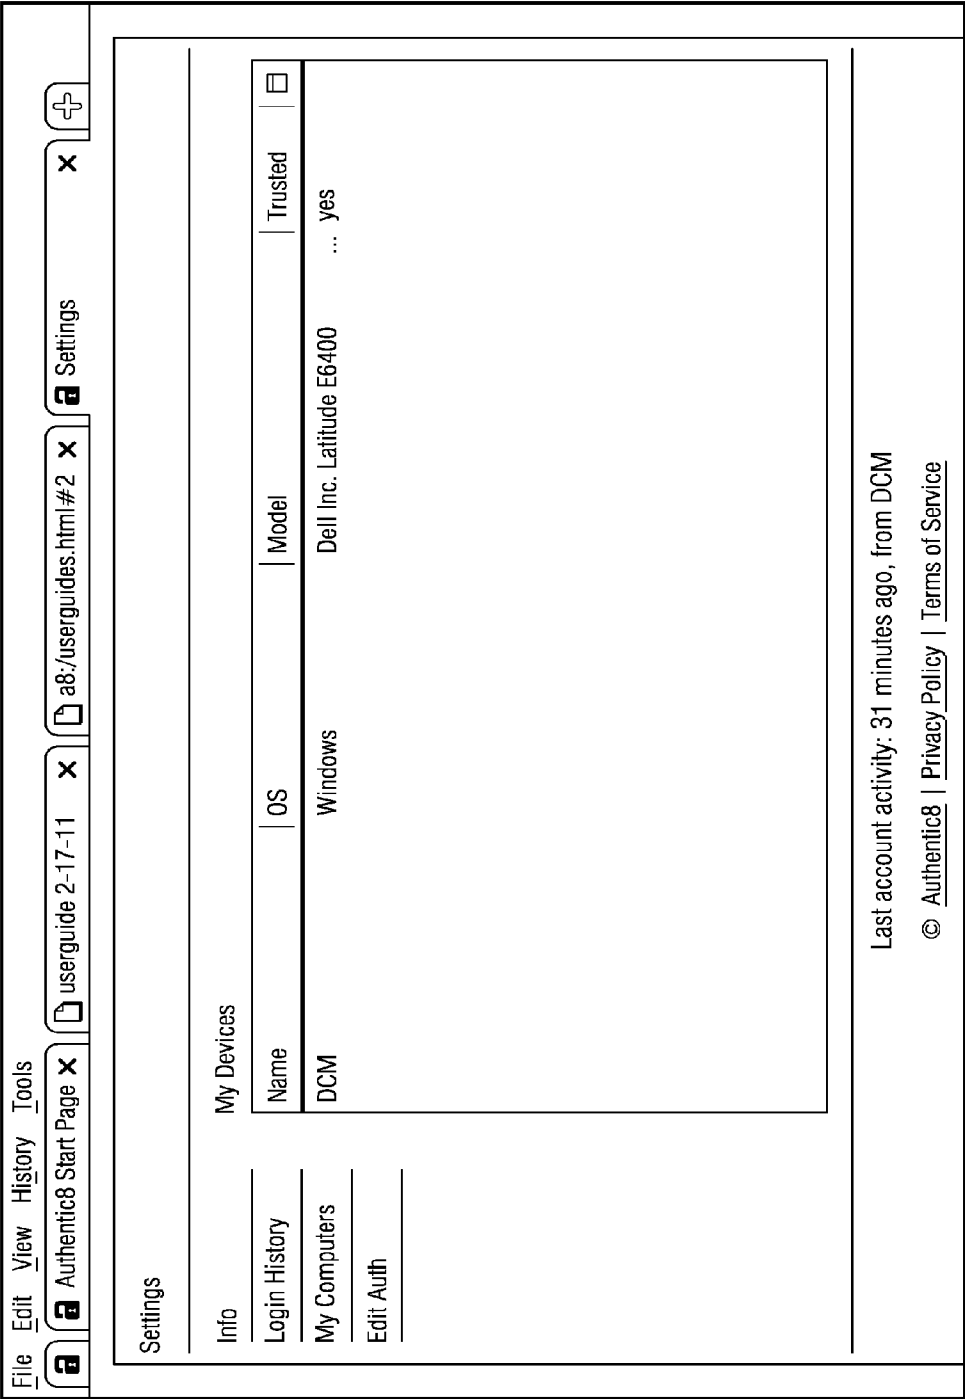 File Edit View History Tools
Authentic8 Start Page userguide 2-17-11 a8:/userguides.html#2 Settings
Settings
Info
Login History
My Computers
Edit Auth
My Devices
Name OS Model Trusted
DCM Windows Dell Inc. Latitude E6400 ... yes
Last account activity: 31 minutes ago, from DCM
© Authentic8 | Privacy Policy | Terms of Service